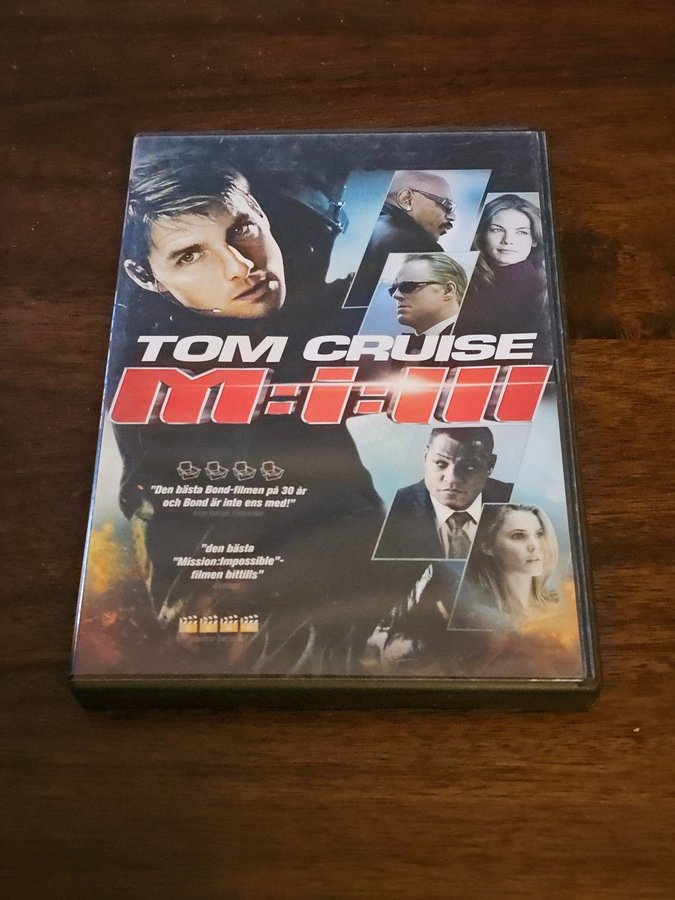 TOM CRUISE
M:i:III
"Den bästa Bond-filmen på 30 år
och Bond är inte ens med!"
"den bästa
"Mission:Impossible"-
filmen hittills"